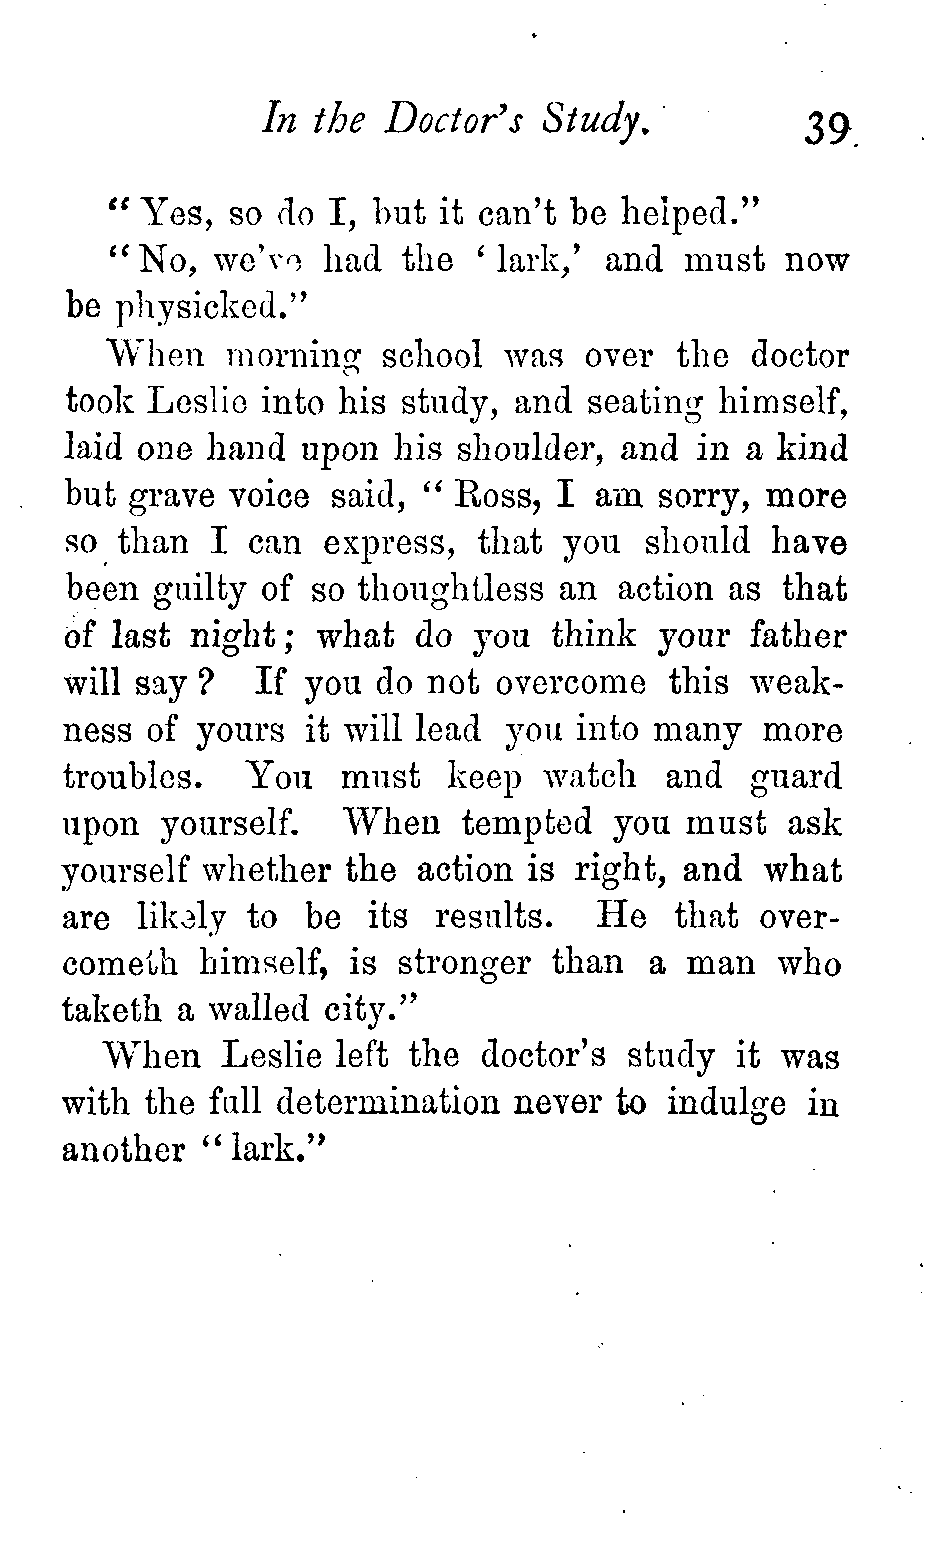 In the Doctor's Study. 39
" Yes, so do I, but it can't be helped."
" No, we've had the ' lark,' and must now
be physicked."
When morning school was over the doctor
took Leslie into his study, and seating himself,
laid one hand upon his shoulder, and in a kind
but grave voice said, " Ross, I am sorry, more
so than I can express, that you should have
been guilty of so thoughtless an action as that
of last night ; what do you think your father
will say ? If you do not overcome this weak-
ness of yours it will lead you into many more
troubles. You must keep watch and guard
upon yourself. When tempted you must ask
yourself whether the action is right, and what
are likely to be its results. He that over-
cometh himself, is stronger than a man who
taketh a walled city."
When Leslie left the doctor's study it was
with the full determination never to indulge in
another " lark."